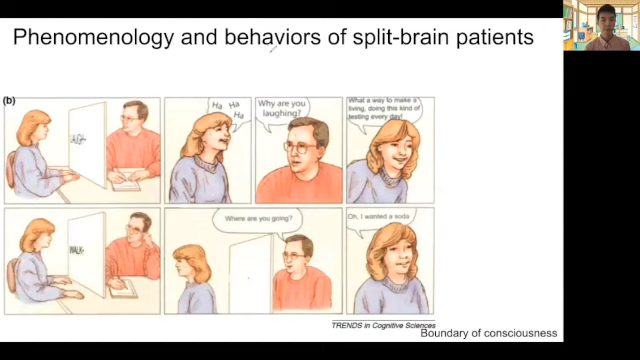 Phenomenology and behaviors of split-brain patients
(b)
Ha Ha
Ha
Why are you
laughing?
What a way to make a
living, doing this kind of
testing every day!
WALK
Where are you going?
Oh, I wanted a soda
TRENDS in Cognitive Sciences
Boundary of consciousness